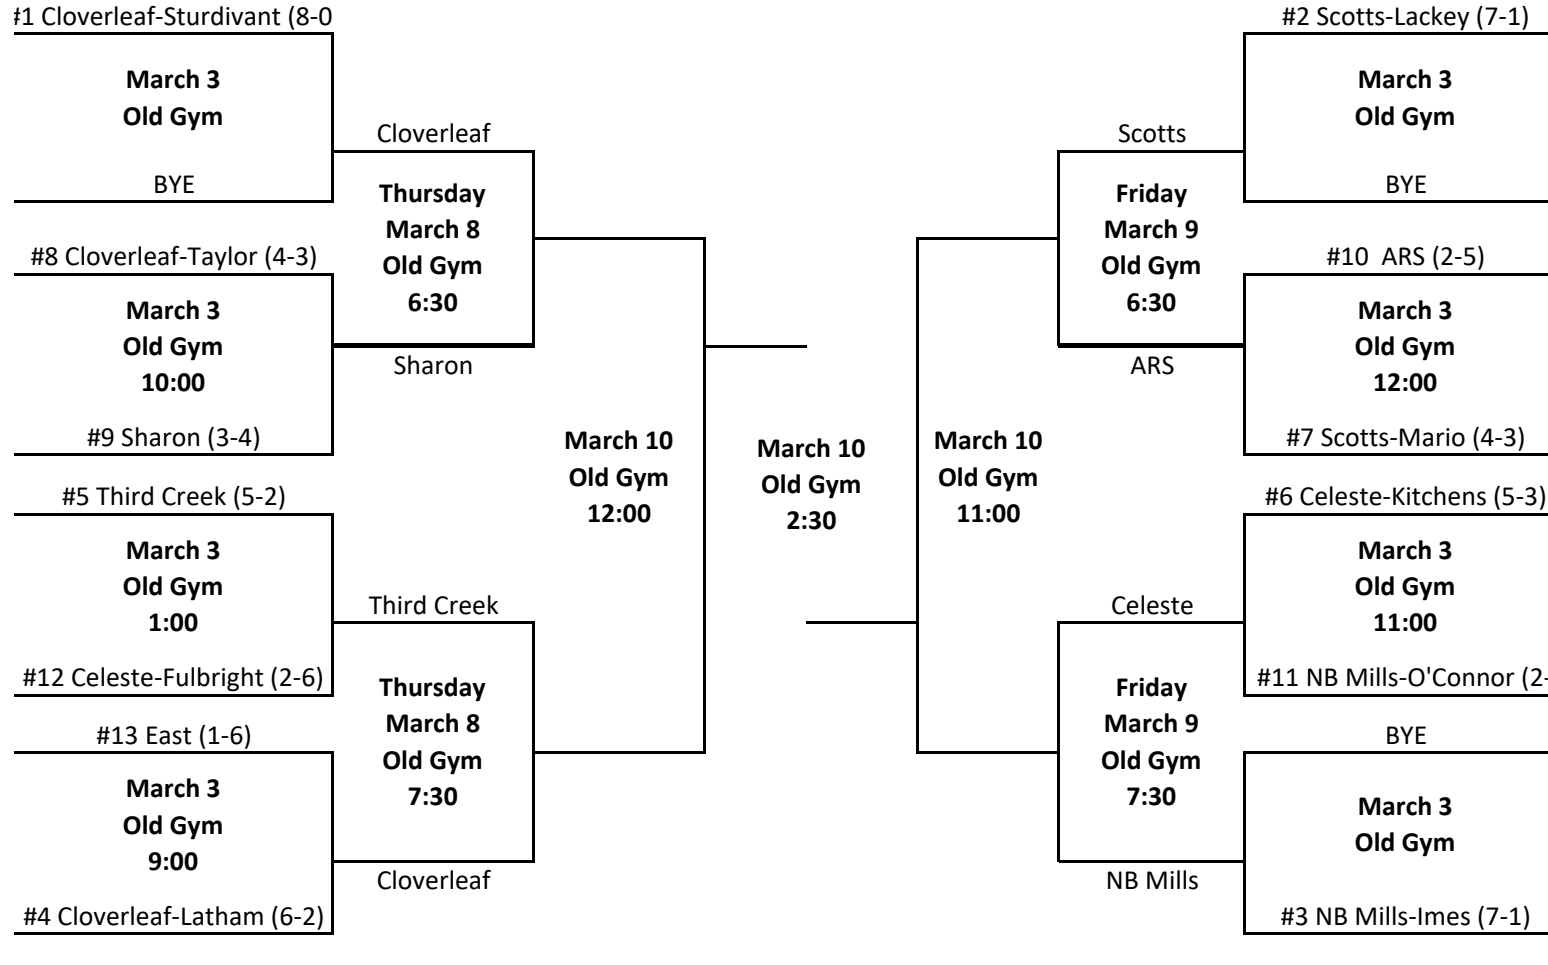 #1 Cloverleaf-Sturdivant (8-0
March 3
Old Gym
BYE
#8 Cloverleaf-Taylor (4-3)
March 3
Old Gym
10:00
#9 Sharon (3-4)
#5 Third Creek (5-2)
March 3
Old Gym
1:00
#12 Celeste-Fulbright (2-6)
#13 East (1-6)
March 3
Old Gym
9:00
#4 Cloverleaf-Latham (6-2)
Cloverleaf
Thursday
March 8
Old Gym
6:30
Sharon
Third Creek
Thursday
March 8
Old Gym
7:30
Cloverleaf
March 10
Old Gym
12:00
March 10
Old Gym
2:30
March 10
Old Gym
11:00
Scotts
Friday
March 9
Old Gym
6:30
ARS
Celeste
Friday
March 9
Old Gym
7:30
NB Mills
#2 Scotts-Lackey (7-1)
March 3
Old Gym
BYE
#10 ARS (2-5)
March 3
Old Gym
12:00
#7 Scotts-Mario (4-3)
#6 Celeste-Kitchens (5-3)
March 3
Old Gym
11:00
#11 NB Mills-O'Connor (2-
BYE
March 3
Old Gym
#3 NB Mills-Imes (7-1)